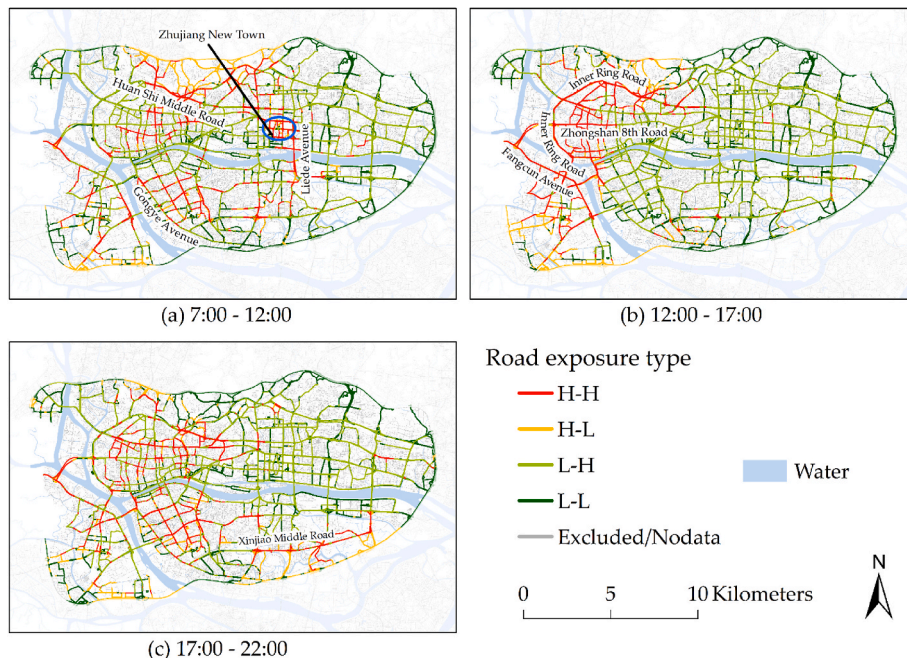 Zhujiang New Town
Huan Shi Middle Road
Liede Avenue
Gongye Avenue
(a) 7:00 - 12:00
Inner Ring Road
Zhongshan 8th Road
Inner Ring Road
Fangcun Avenue
(b) 12:00 - 17:00
Xinjiao Middle Road
(c) 17:00 - 22:00
Road exposure type
H-H
H-L
L-H
L-L
Excluded/Nodata
Water
0 5 10 Kilometers
N